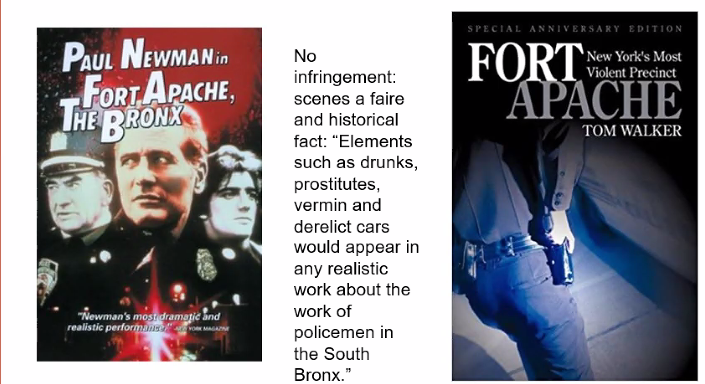 PAUL NEWMAN in
FORT APACHE,
THE BRONX
"Newman's most dramatic and
realistic performance." -NEW YORK MAGAZINE
No
infringement:
scenes a faire
and historical
fact: “Elements
such as drunks,
prostitutes,
vermin and
derelict cars
would appear in
any realistic
work about the
work of
policemen in
the South
Bronx.”
SPECIAL ANNIVERSARY EDITION
FORT
New York's Most
Violent Precinct
APACHE
TOM WALKER